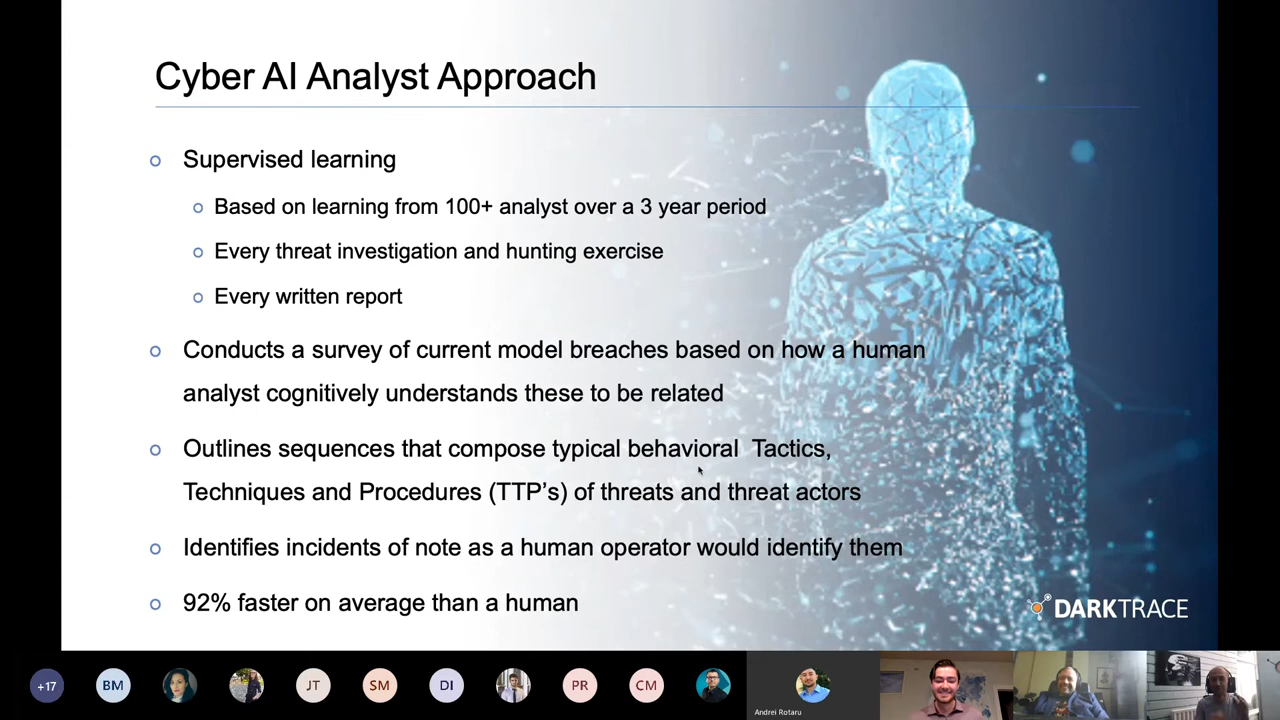 Cyber AI Analyst Approach
Supervised learning
Based on learning from 100+ analyst over a 3 year period
Every threat investigation and hunting exercise
Every written report
Conducts a survey of current model breaches based on how a human
analyst cognitively understands these to be related
Outlines sequences that compose typical behavioral Tactics,
Techniques and Procedures (TTP’s) of threats and threat actors
Identifies incidents of note as a human operator would identify them
92% faster on average than a human
DARKTRACE
+17
BM
JT
SM
DI
PR
CM
Andrei Rotaru